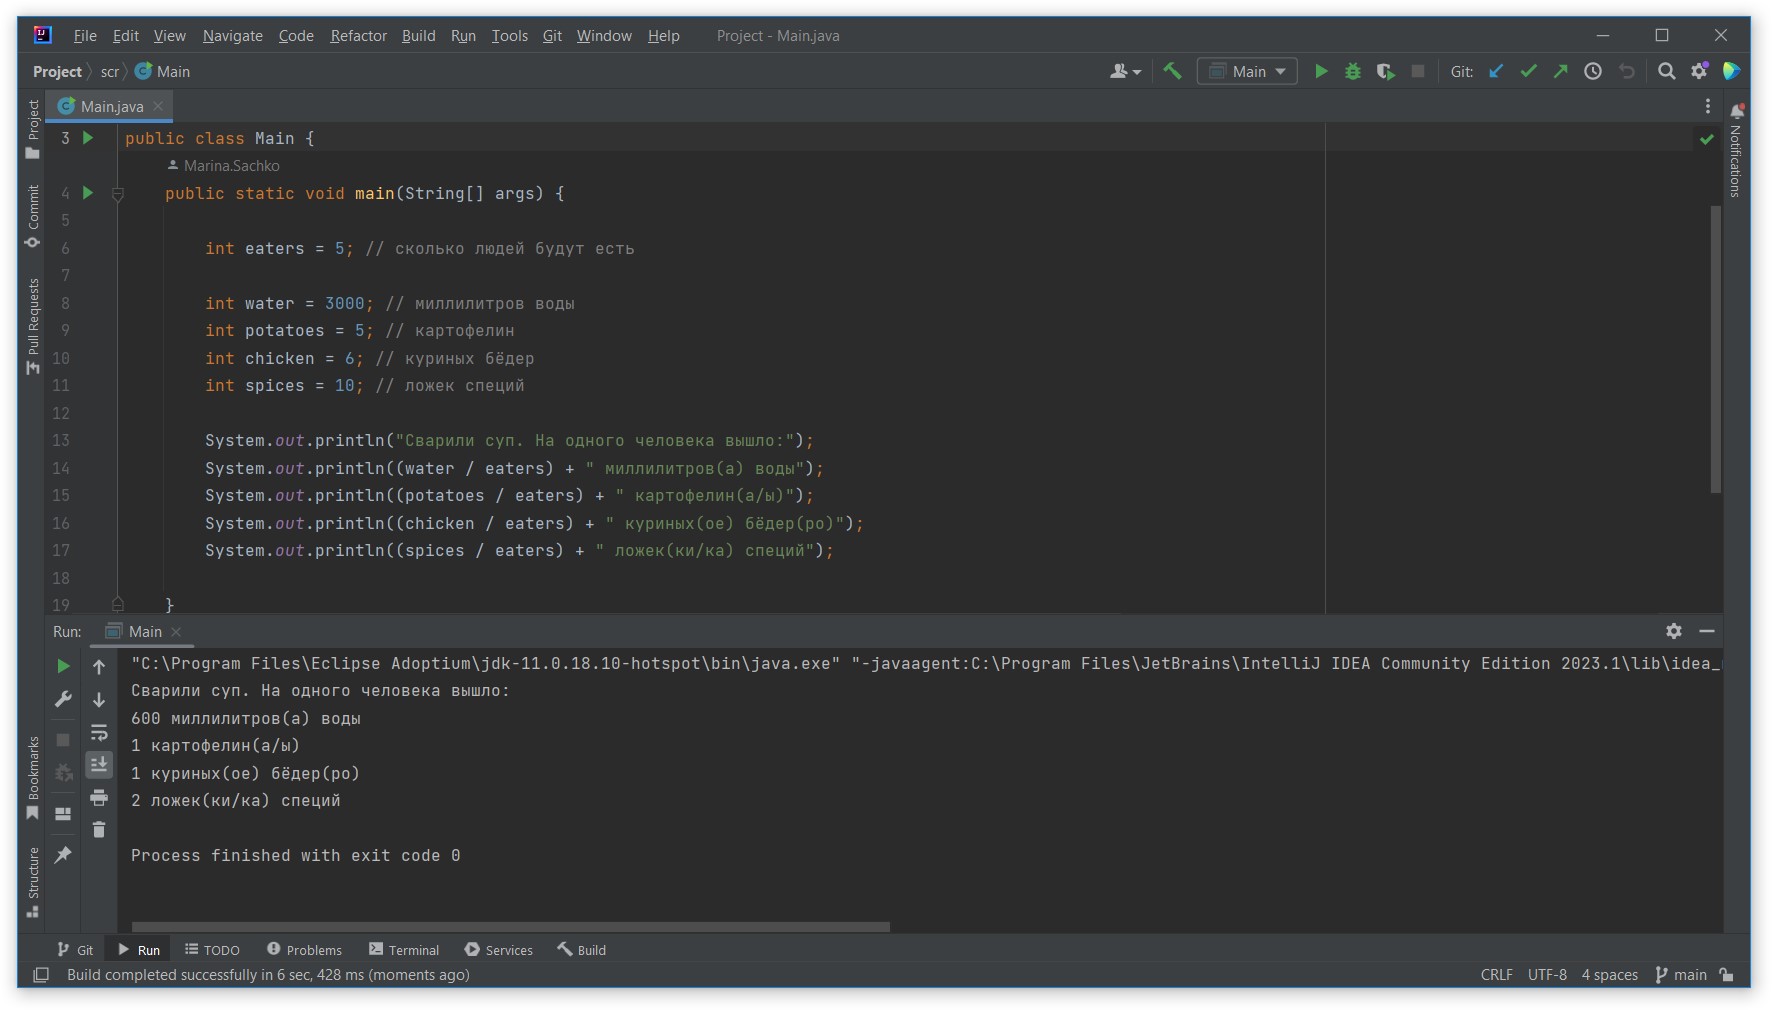 File Edit View Navigate Code Refactor Build Run Tools Git Window Help Project - Main.java
Project scr Main Main Git:
Project
Commit
Pull Requests
Bookmarks
Structure
Notifications
Main.java
3 public class Main {
Marina.Sachko
4 public static void main(String[] args) {
5
6 int eaters = 5; // сколько людей будут есть
7
8 int water = 3000; // миллилитров воды
9 int potatoes = 5; // картофелин
10 int chicken = 6; // куриных бёдер
11 int spices = 10; // ложек специй
12
13 System.out.println("Сварили суп. На одного человека вышло:");
14 System.out.println((water / eaters) + " миллилитров(а) воды");
15 System.out.println((potatoes / eaters) + " картофелин(а/ы)");
16 System.out.println((chicken / eaters) + " куриных(ое) бёдер(ро)");
17 System.out.println((spices / eaters) + " ложек(ки/ка) специй");
18
19 }
Run: Main
"C:\Program Files\Eclipse Adoptium\jdk-11.0.18.10-hotspot\bin\java.exe" "-javaagent:C:\Program Files\JetBrains\IntelliJ IDEA Community Edition 2023.1\lib\idea_
Сварили суп. На одного человека вышло:
600 миллилитров(а) воды
1 картофелин(а/ы)
1 куриных(ое) бёдер(ро)
2 ложек(ки/ка) специй
Process finished with exit code 0
Git Run TODO Problems Terminal Services Build
Build completed successfully in 6 sec, 428 ms (moments ago) CRLF UTF-8 4 spaces main